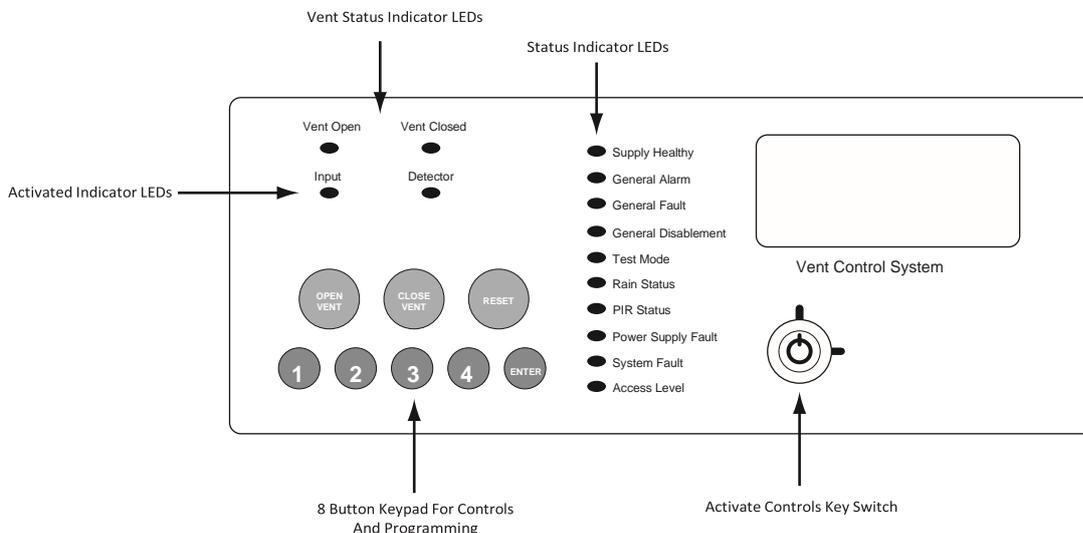 Vent Status Indicator LEDs
Status Indicator LEDs
Vent Open
Vent Closed
Activated Indicator LEDs
Input
Detector
Supply Healthy
General Alarm
General Fault
General Disablement
Test Mode
Rain Status
PIR Status
Power Supply Fault
System Fault
Access Level
Vent Control System
OPEN
VENT
CLOSE
VENT
RESET
1
2
3
4
ENTER
8 Button Keypad For Controls
And Programming
Activate Controls Key Switch